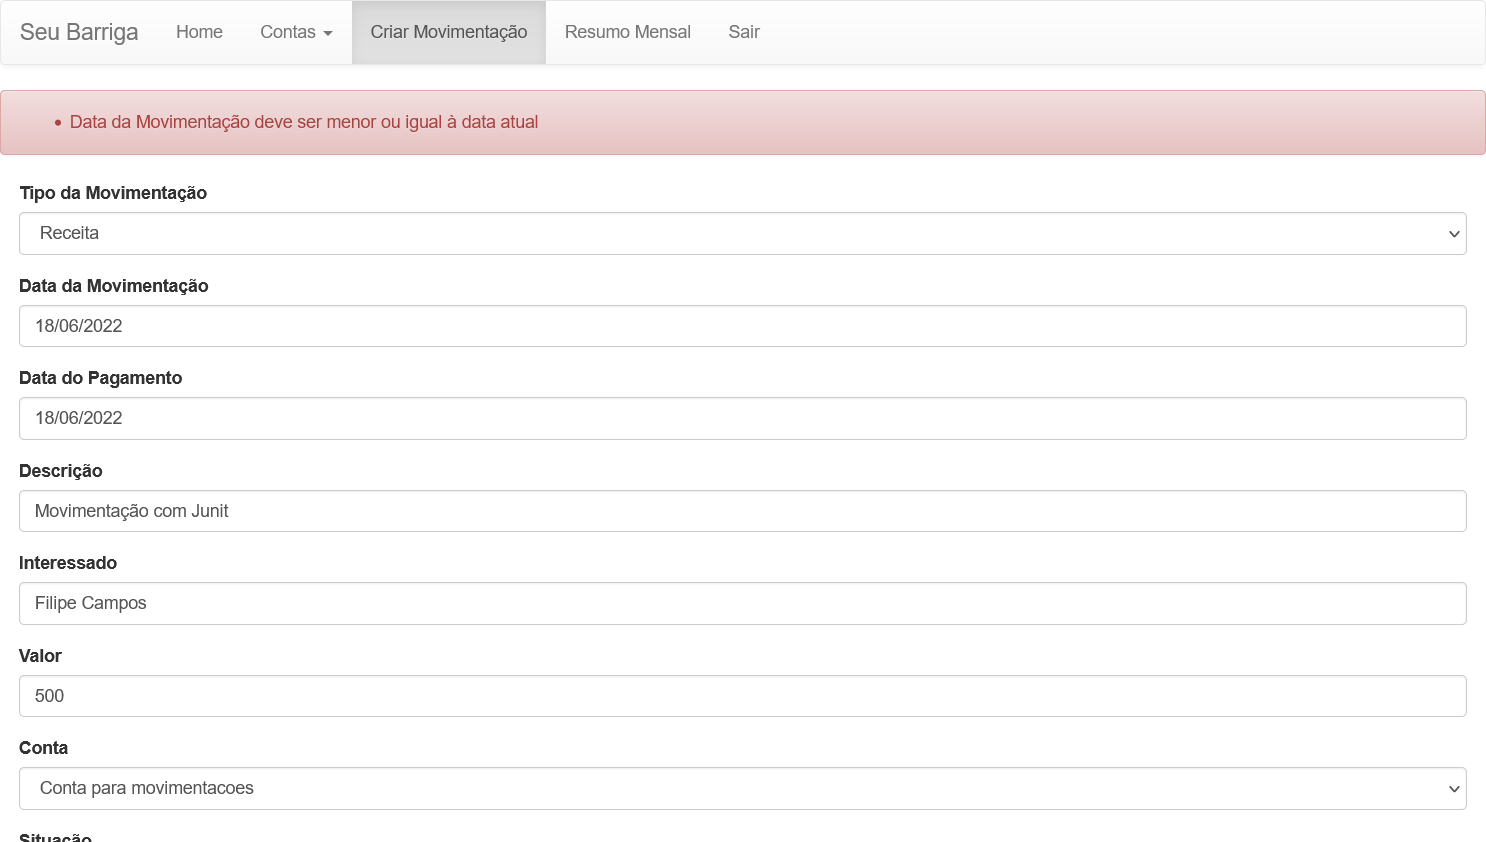 Seu Barriga Home Contas Criar Movimentação Resumo Mensal Sair
Data da Movimentação deve ser menor ou igual à data atual
Tipo da Movimentação
Receita
Data da Movimentação
18/06/2022
Data do Pagamento
18/06/2022
Descrição
Movimentação com Junit
Interessado
Filipe Campos
Valor
500
Conta
Conta para movimentacoes
Situação